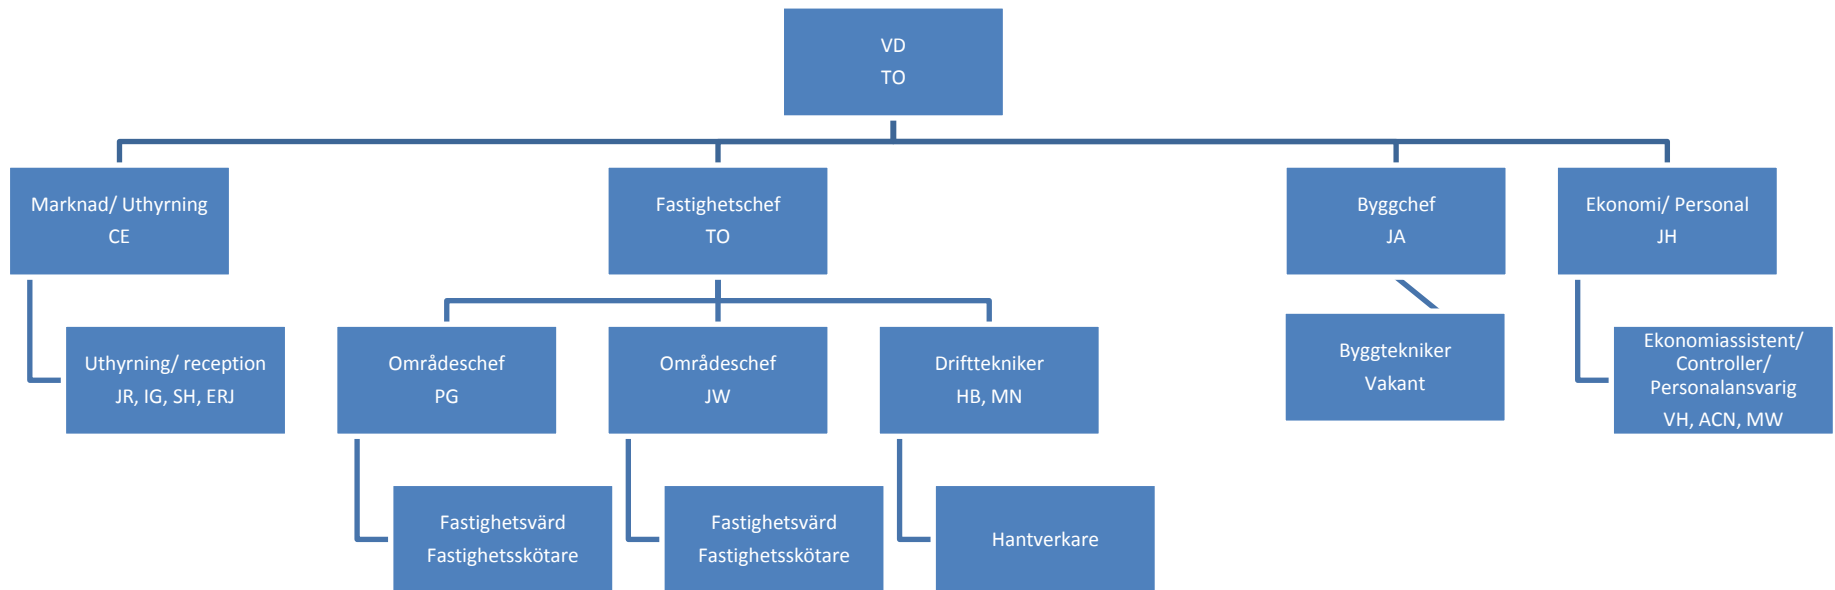 VD
TO
Marknad/ Uthyrning
CE
Fastighetschef
TO
Byggchef
JA
Ekonomi/ Personal
JH
Uthyrning/ reception
JR, IG, SH, ERJ
Områdeschef
PG
Områdeschef
JW
Drifttekniker
HB, MN
Byggtekniker
Vakant
Ekonomiassistent/
Controller/
Personalansvarig
VH, ACN, MW
Fastighetsvärd
Fastighetsskötare
Fastighetsvärd
Fastighetsskötare
Hantverkare